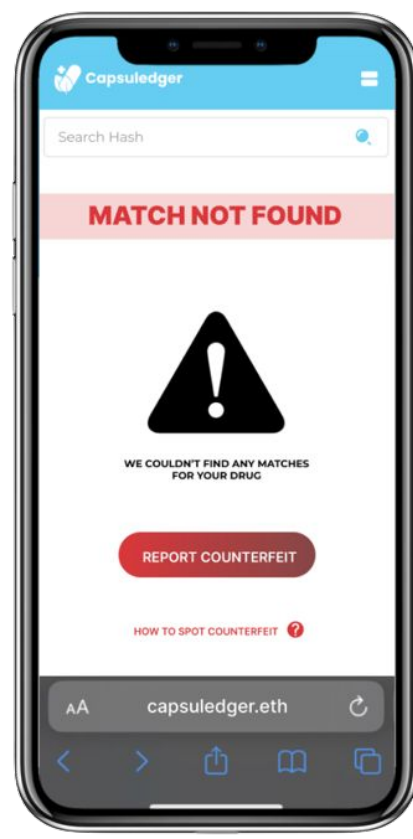 Capsuledger
Search Hash
MATCH NOT FOUND
!
WE COULDN'T FIND ANY MATCHES
FOR YOUR DRUG
REPORT COUNTERFEIT
HOW TO SPOT COUNTERFEIT ?
AA capsuledger.eth